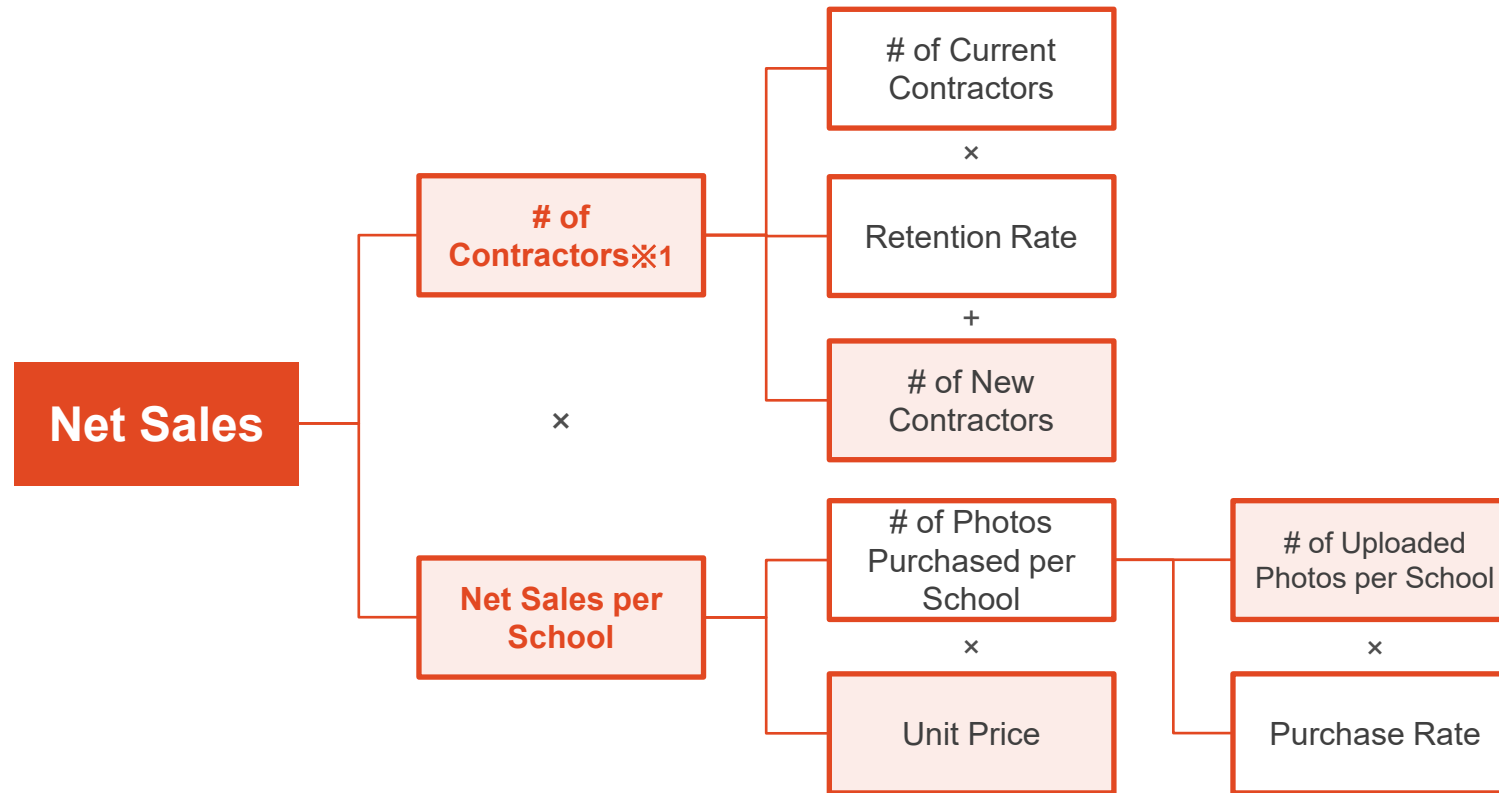 # of Current
Contractors
×
# of
Contractors※1
Retention Rate
+
# of New
Contractors
Net Sales
×
# of Photos
Purchased per
School
# of Uploaded
Photos per School
Net Sales per
School
×
×
Unit Price
Purchase Rate